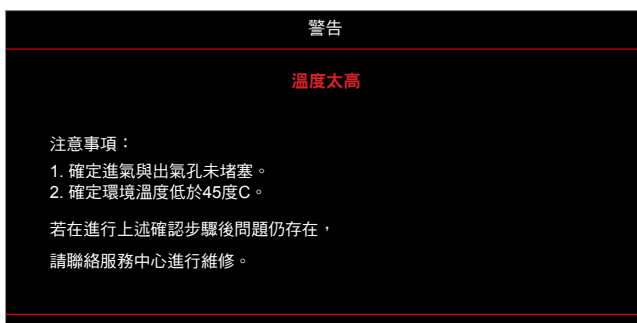 警告
溫度太高
注意事項：
1. 確定進氣與出氣孔未堵塞。
2. 確定環境溫度低於45度C。
若在進行上述確認步驟後問題仍存在，
請聯絡服務中心進行維修。